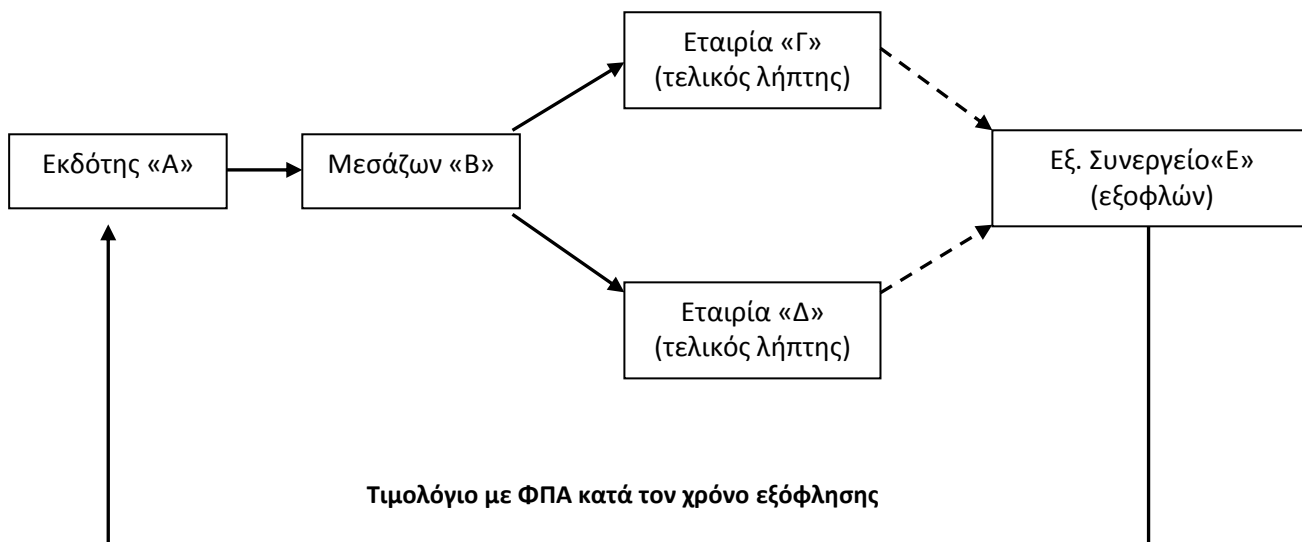 Εταιρία «Γ»
(τελικός λήπτης)
Εκδότης «Α»
Μεσάζων «Β»
Εξ. Συνεργείο«Ε»
(εξοφλών)
Εταιρία «Δ»
(τελικός λήπτης)
Τιμολόγιο με ΦΠΑ κατά τον χρόνο εξόφλησης